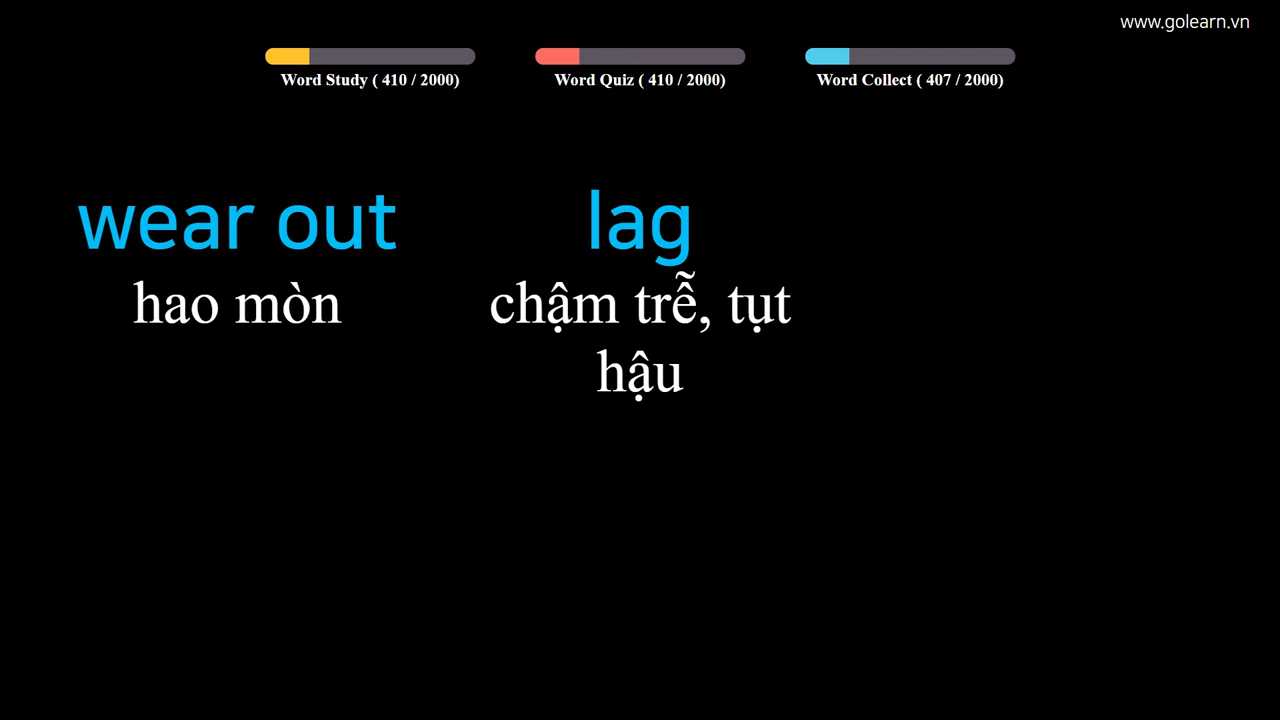 www.golearn.vn
Word Study ( 410 / 2000)
Word Quiz ( 410 / 2000)
Word Collect ( 407 / 2000)
wear out
hao mòn
lag
chậm trễ, tụt
hậu